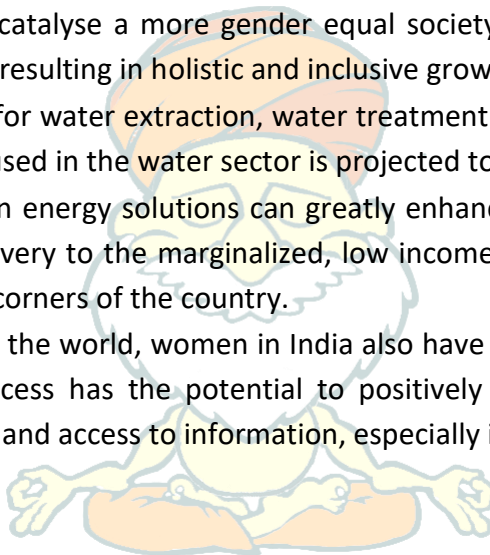 catalyse a more gender equal society
resulting in holistic and inclusive grow
for water extraction, water treatment
used in the water sector is projected to
n energy solutions can greatly enhanc
very to the marginalized, low income
corners of the country.
the world, women in India also have
cess has the potential to positively
and access to information, especially i